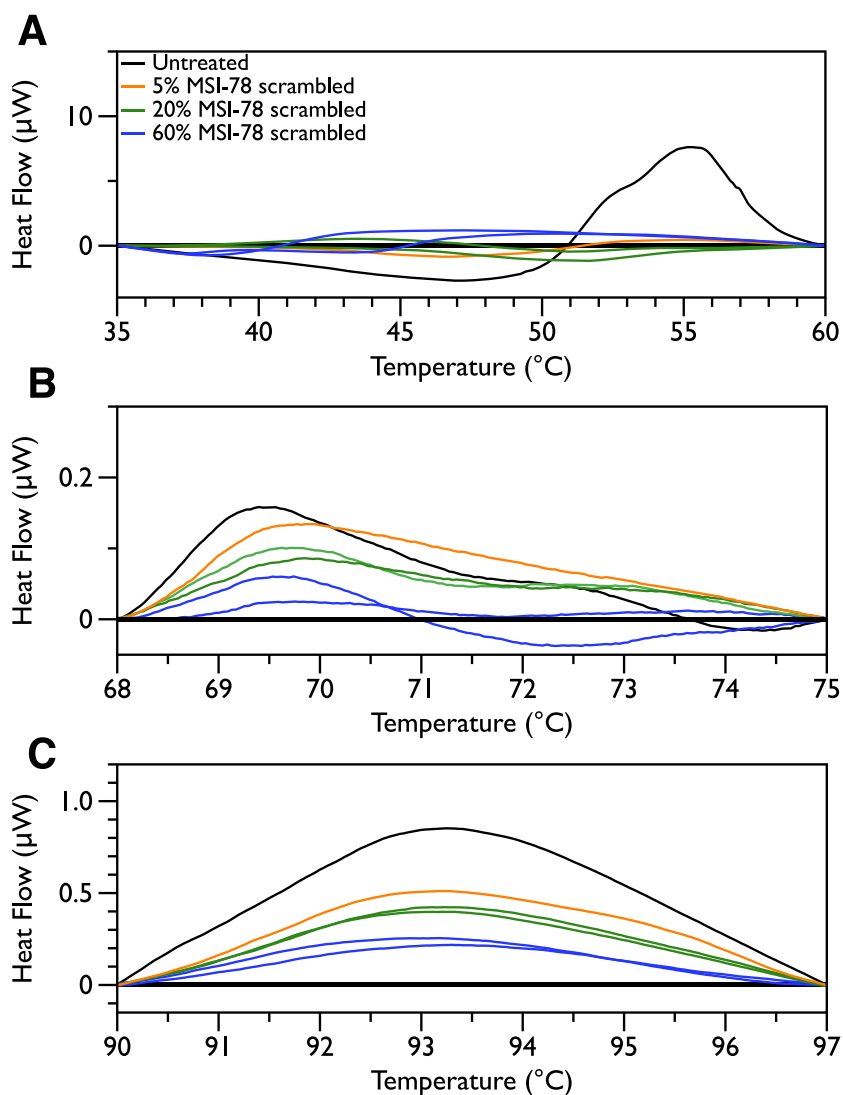 A
Untreated
5% MSI-78 scrambled
20% MSI-78 scrambled
60% MSI-78 scrambled
10
0
Heat Flow (µW)
35 40 45 50 55 60
Temperature (°C)
B
0.2
0
Heat Flow (µW)
68 69 70 71 72 73 74 75
Temperature (°C)
C
1.0
0.5
0
Heat Flow (µW)
90 91 92 93 94 95 96 97
Temperature (°C)